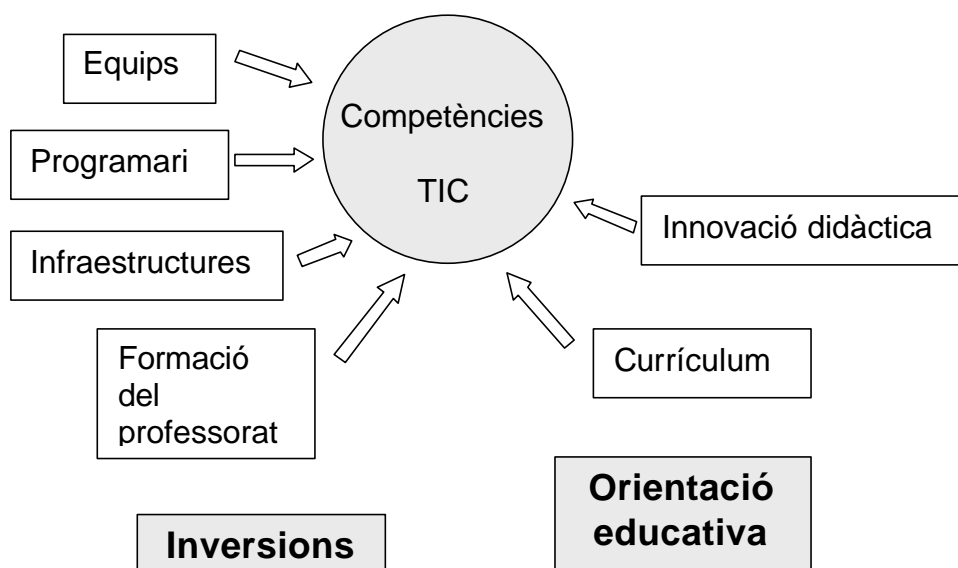 Equips
Competències
TIC
Programari
Innovació didàctica
Infraestructures
Formació
del
professorat
Currículum
Orientació
educativa
Inversions